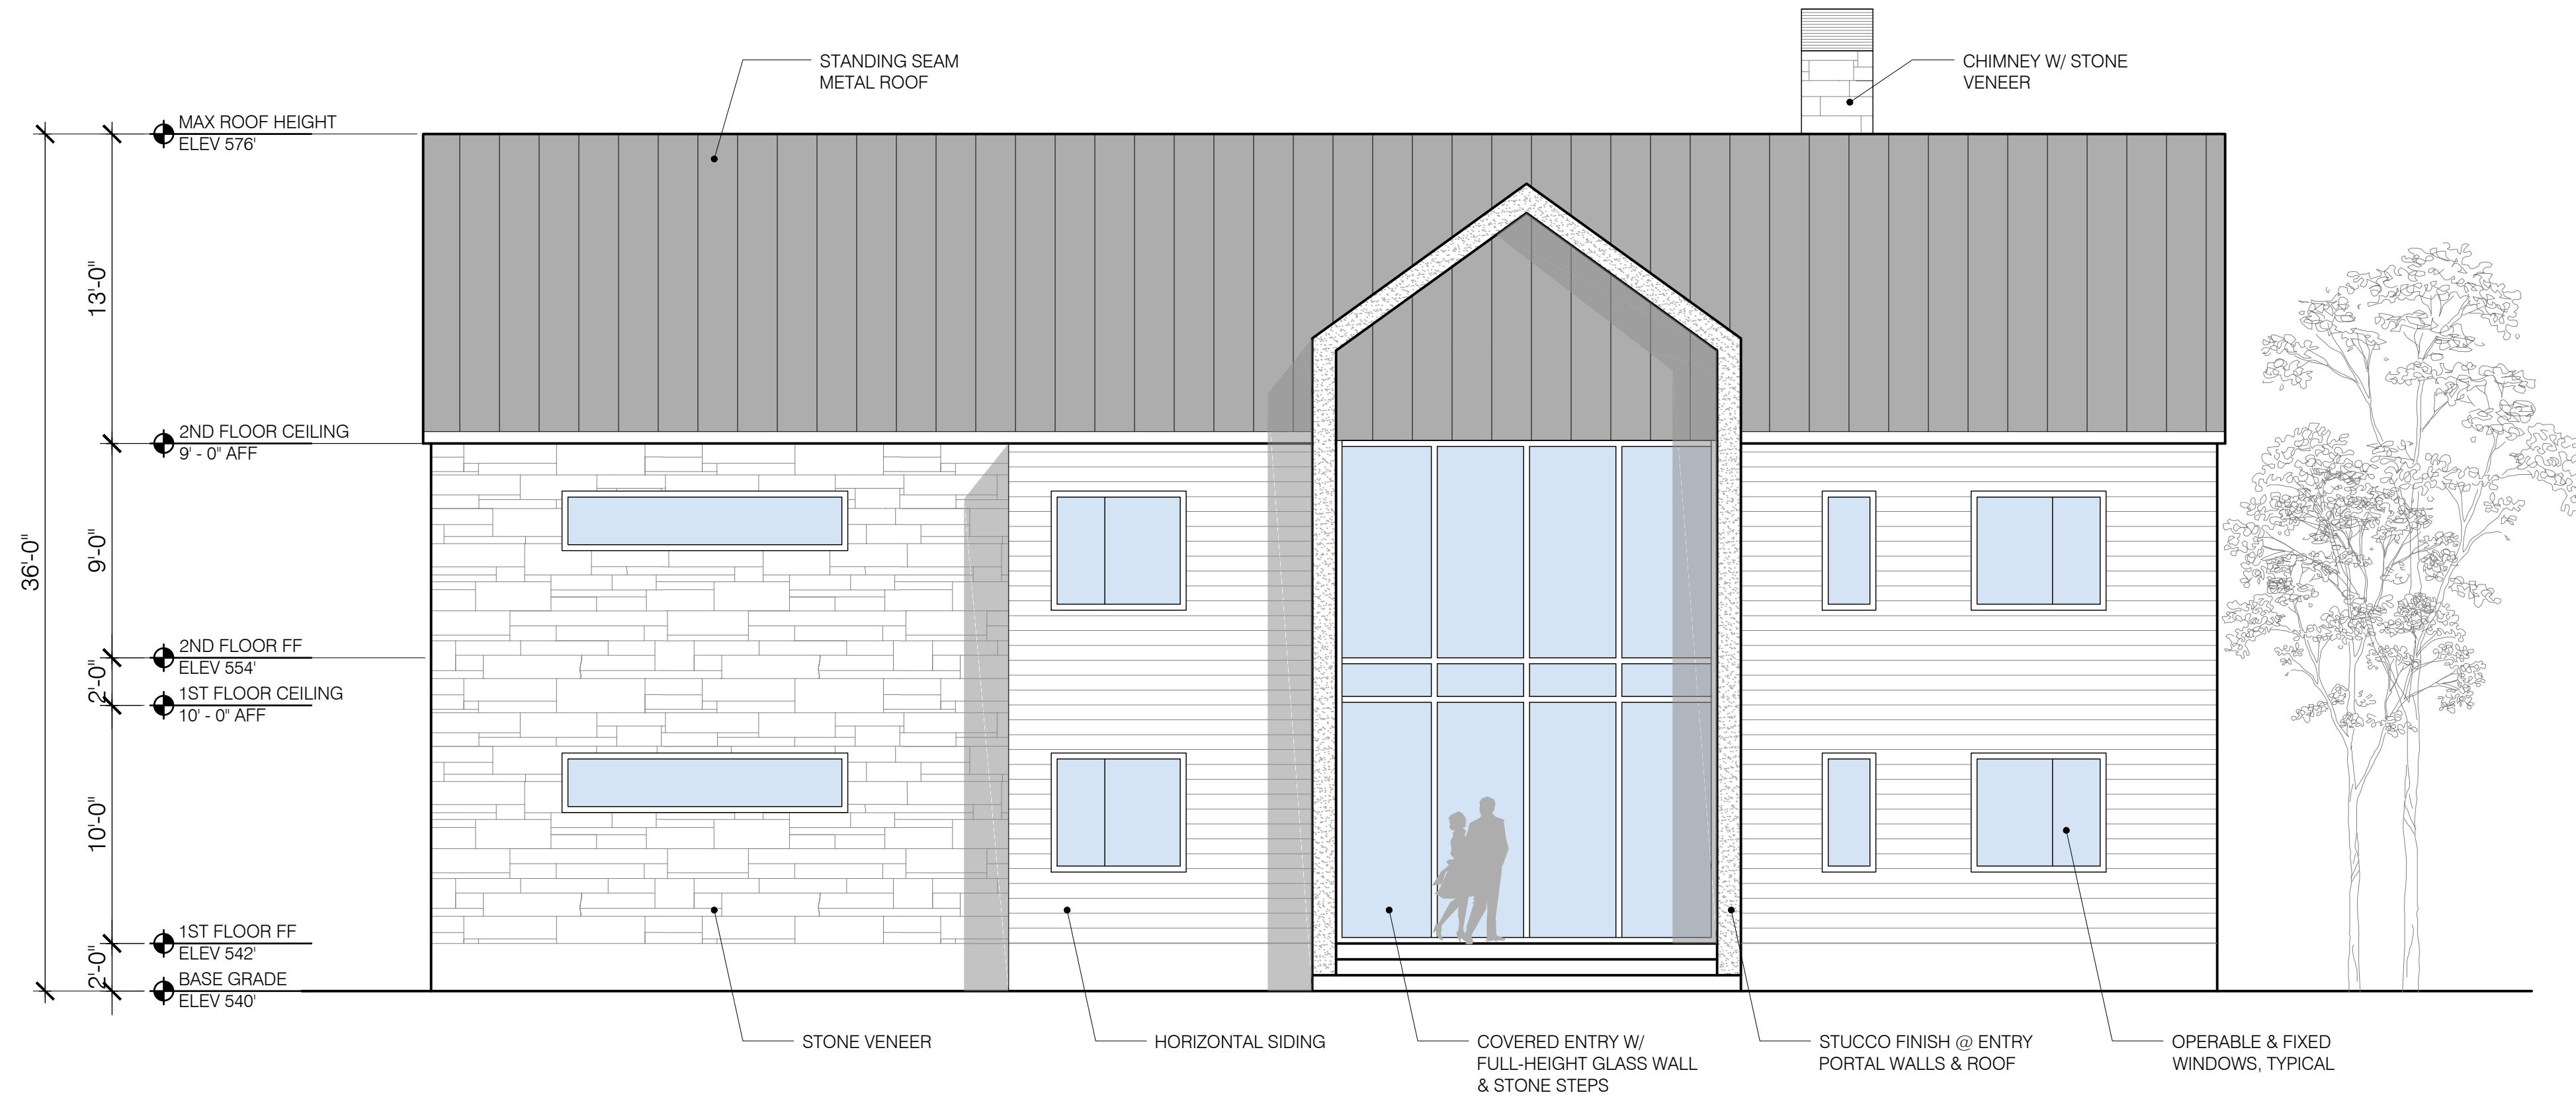 STANDING SEAM
METAL ROOF
CHIMNEY W/ STONE
VENEER
MAX ROOF HEIGHT
ELEV 576'
13'-0"
2ND FLOOR CEILING
9' - 0" AFF
36'-0"
9'-0"
2ND FLOOR FF
ELEV 554'
2'-0"
1ST FLOOR CEILING
10' - 0" AFF
10'-0"
1ST FLOOR FF
ELEV 542'
2'-0"
BASE GRADE
ELEV 540'
STONE VENEER
HORIZONTAL SIDING
COVERED ENTRY W/
FULL-HEIGHT GLASS WALL
& STONE STEPS
STUCCO FINISH @ ENTRY
PORTAL WALLS & ROOF
OPERABLE & FIXED
WINDOWS, TYPICAL